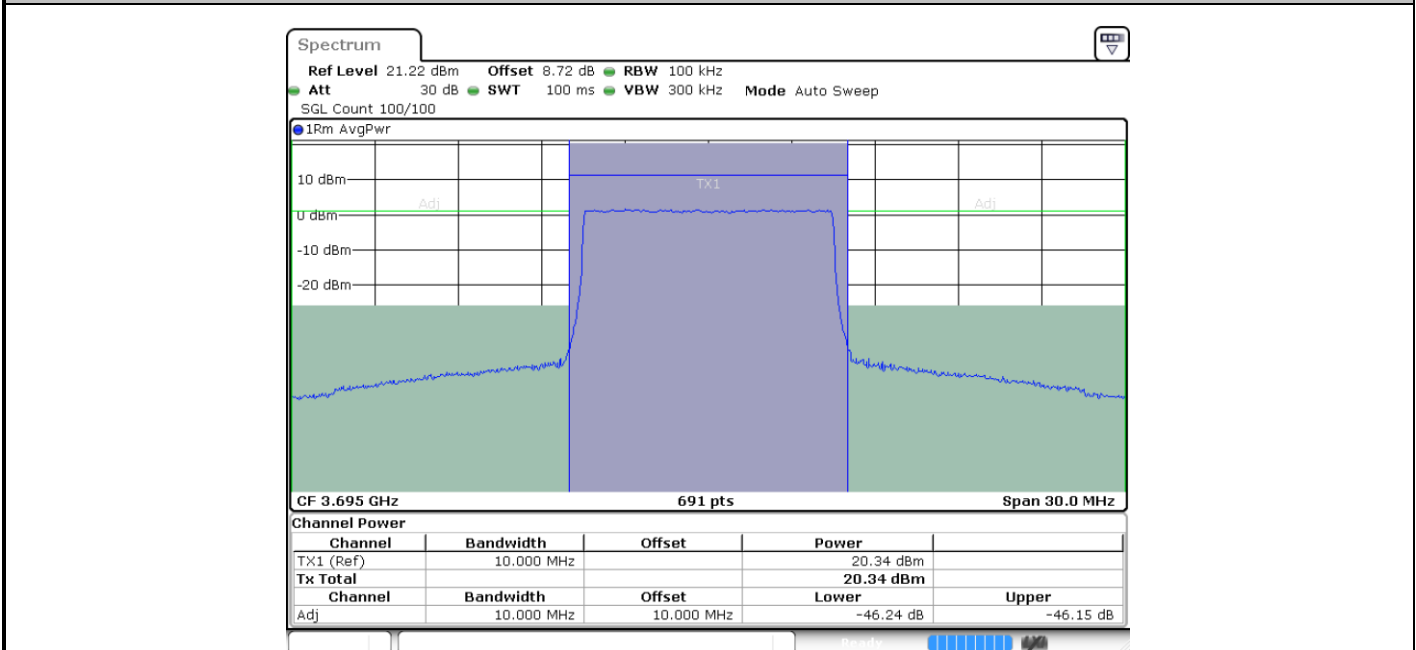 Spectrum
Ref Level 21.22 dBm Offset 8.72 dB RBW 100 kHz
Att 30 dB SWT 100 ms VBW 300 kHz Mode Auto Sweep
SGL Count 100/100
1Rm AvgPwr
10 dBm
TX1
Adj Adj
0 dBm
-10 dBm
-20 dBm
CF 3.695 GHz 691 pts Span 30.0 MHz
Channel Power
Channel Bandwidth Offset Power
TX1 (Ref) 10.000 MHz 20.34 dBm
Tx Total 20.34 dBm
Channel Bandwidth Offset Lower Upper
Adj 10.000 MHz 10.000 MHz -46.24 dB -46.15 dB
Ready